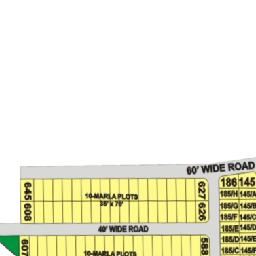 60' WIDE ROAD
186 145
185/H 145/A
185/G 145/B
185/F 145/C
185/E 145/D
185/D 145/E
185/C 145/F
645 608
10-MARLA PLOTS
35' x 70'
627 626
40' WIDE ROAD
607
10-MARLA PLOTS
588